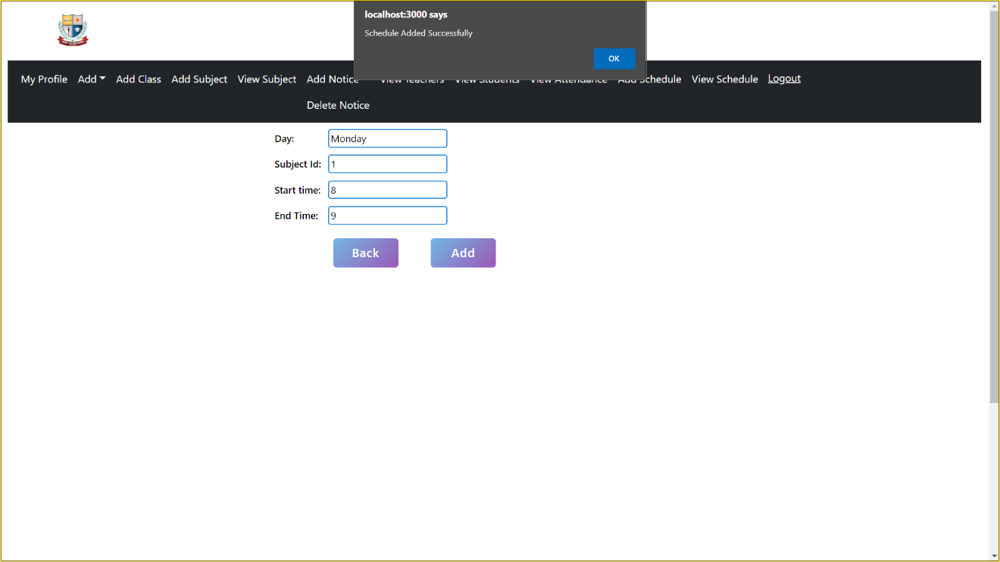 localhost:3000 says
Schedule Added Successfully
OK
My Profile Add Add Class Add Subject View Subject Add Notice View Teachers View Students View Attendance Add Schedule View Schedule Logout
Delete Notice
Day: Monday
Subject Id: 1
Start time: 8
End Time: 9
Back Add